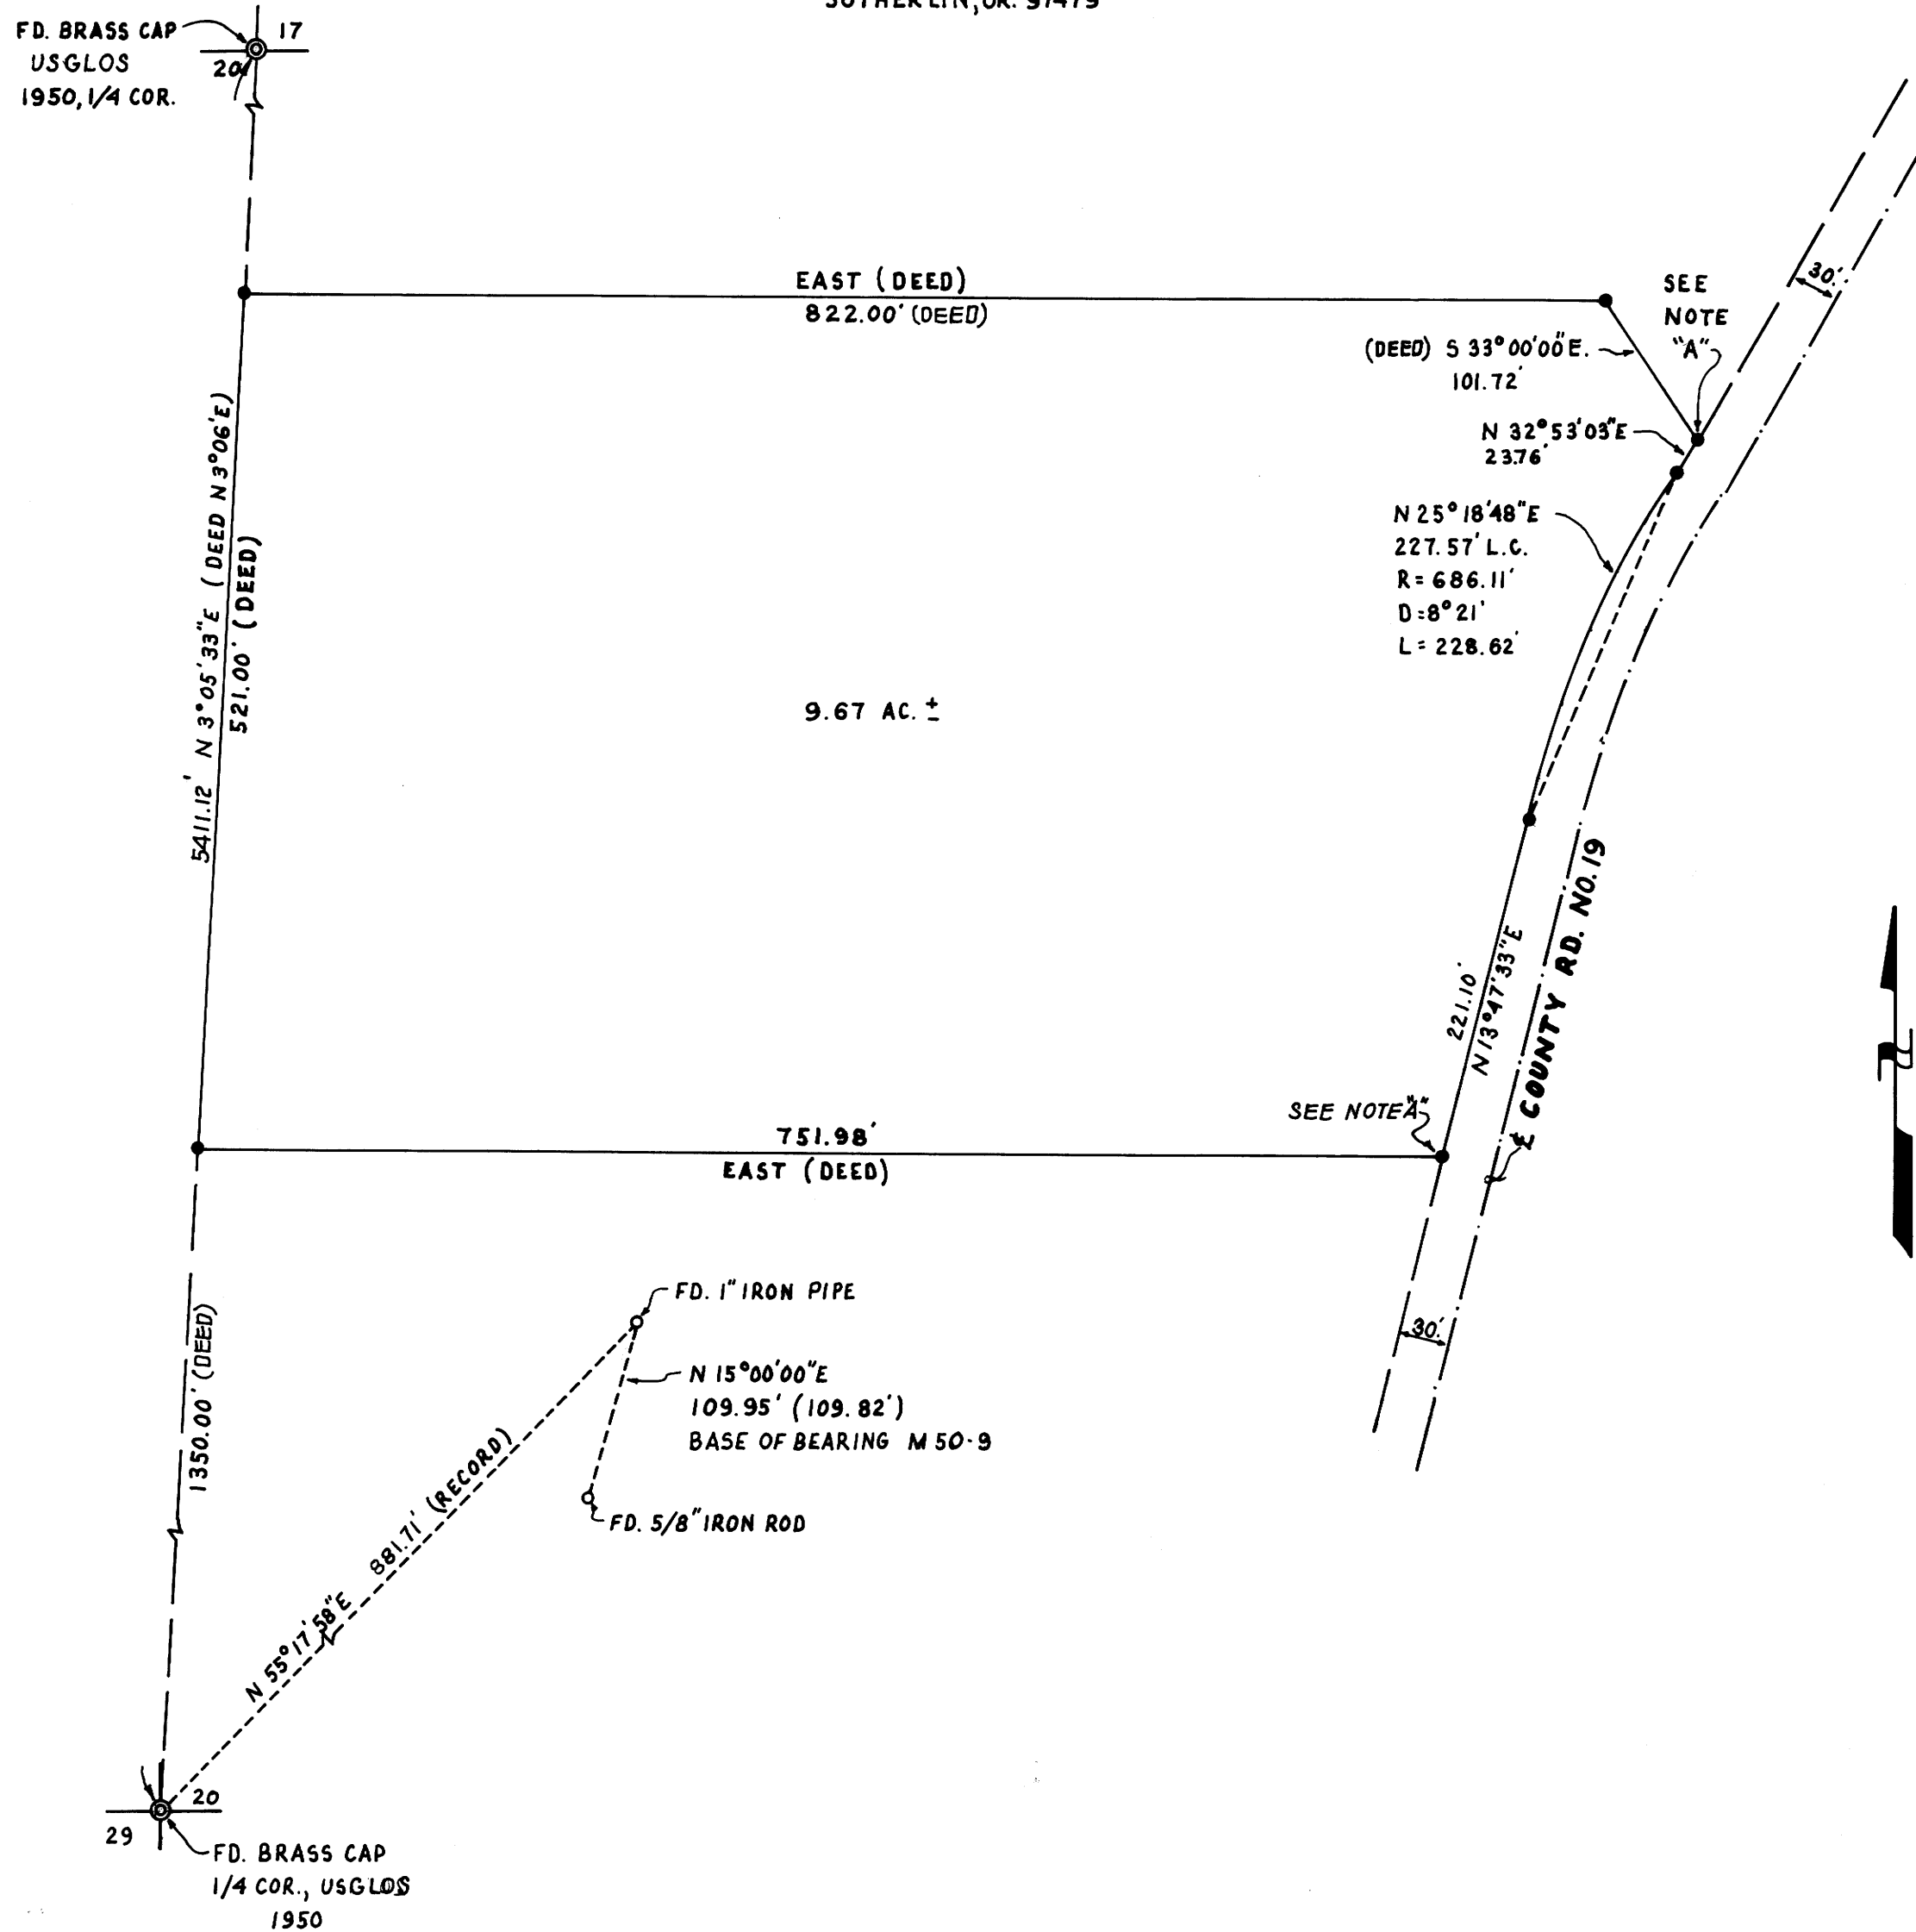 SUTHERLIN, OR. 97479
FD. BRASS CAP
USGLOS
1950, 1/4 COR.
17
20
EAST (DEED)
822.00' (DEED)
30'
SEE
NOTE
"A"
(DEED) S 33°00'00"E.
101.72'
N 32°53'03"E
23.76'
N 25°18'48"E
227.57' L.C.
R = 686.11'
D = 8°21'
L = 228.62'
5411.12' N 3°05'33"E (DEED N 3°06'E)
521.00' (DEED)
9.67 AC. ±
221.10'
N 13°47'33"E
℄ COUNTY RD. NO. 19
SEE NOTE "A"
751.98'
EAST (DEED)
N
30'
1350.00' (DEED)
FD. 1" IRON PIPE
N 15°00'00"E
109.95' (109.82')
BASE OF BEARING M 50-9
FD. 5/8" IRON ROD
N 55°17'58"E 881.71' (RECORD)
20
29
FD. BRASS CAP
1/4 COR., USGLOS
1950